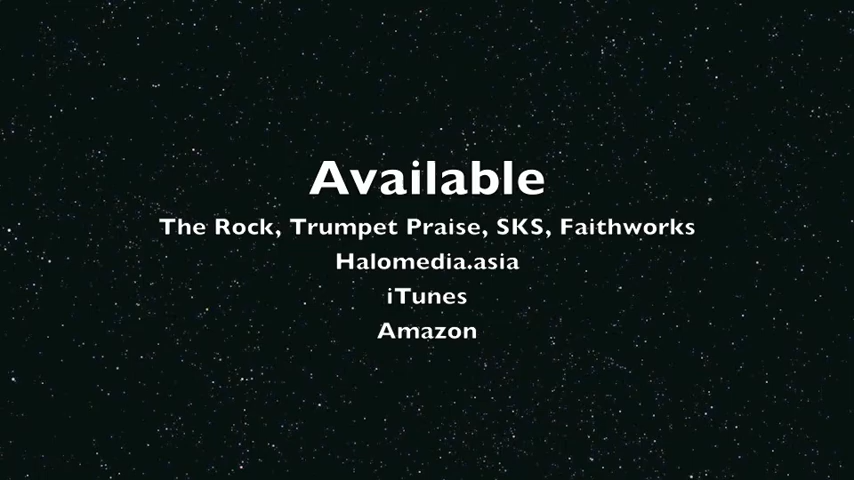 Available
The Rock, Trumpet Praise, SKS, Faithworks
Halomedia.asia
iTunes
Amazon